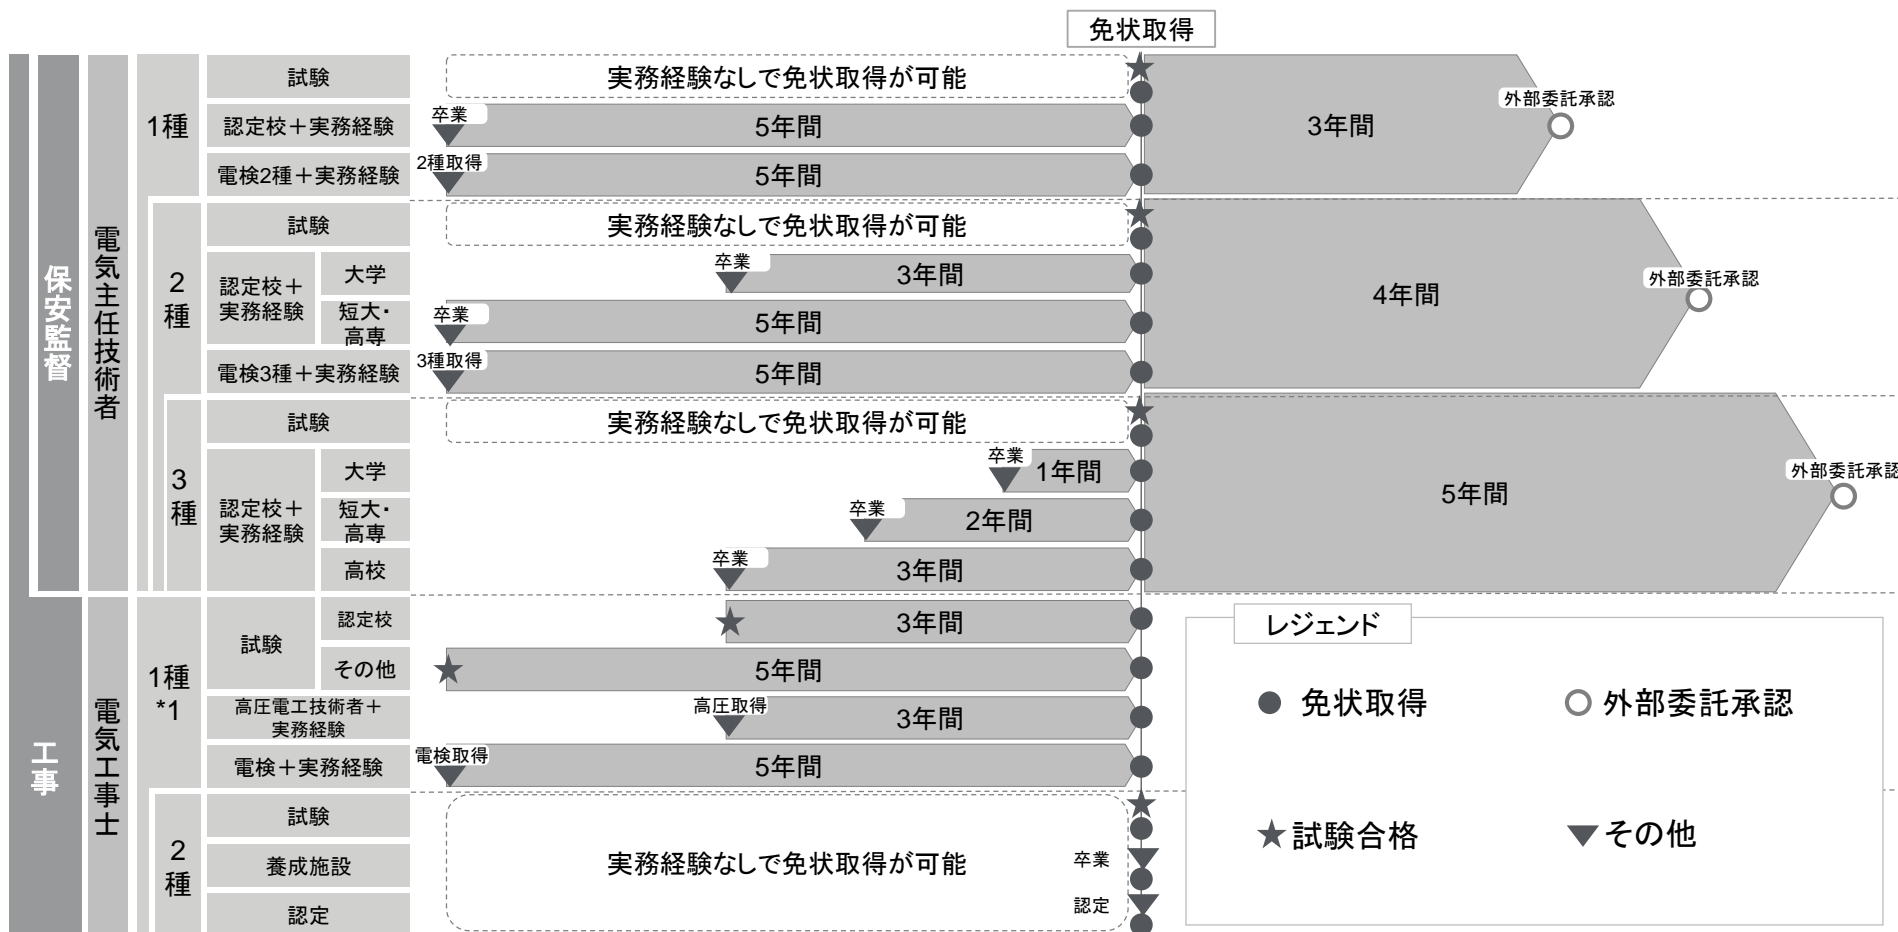 免状取得
保安監督
電気主任技術者
1種
試験
実務経験なしで免状取得が可能
認定校＋実務経験
卒業
5年間
電検2種＋実務経験
2種取得
5年間
3年間
外部委託承認
2種
試験
実務経験なしで免状取得が可能
認定校＋
実務経験
大学
卒業
3年間
短大・
高専
卒業
5年間
電検3種＋実務経験
3種取得
5年間
4年間
外部委託承認
3種
試験
実務経験なしで免状取得が可能
認定校＋
実務経験
大学
卒業
1年間
短大・
高専
卒業
2年間
高校
卒業
3年間
5年間
外部委託承認
工事
電気工事士
1種
*1
試験
認定校
3年間
その他
5年間
高圧電工技術者＋
実務経験
高圧取得
3年間
電検＋実務経験
電検取得
5年間
2種
試験
養成施設
認定
実務経験なしで免状取得が可能
卒業
認定
レジェンド
免状取得
外部委託承認
試験合格
その他